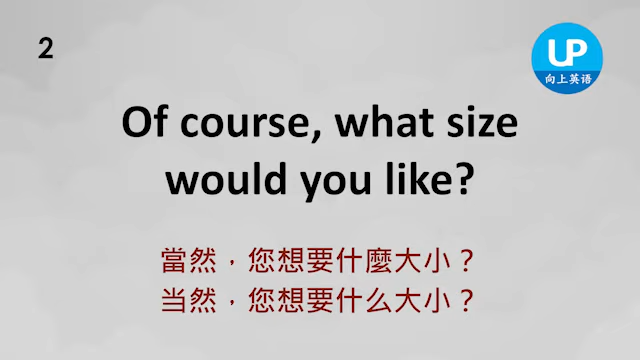 2
UP
向上英语
Of course, what size
would you like?
當然，您想要什麼大小？
当然，您想要什么大小？